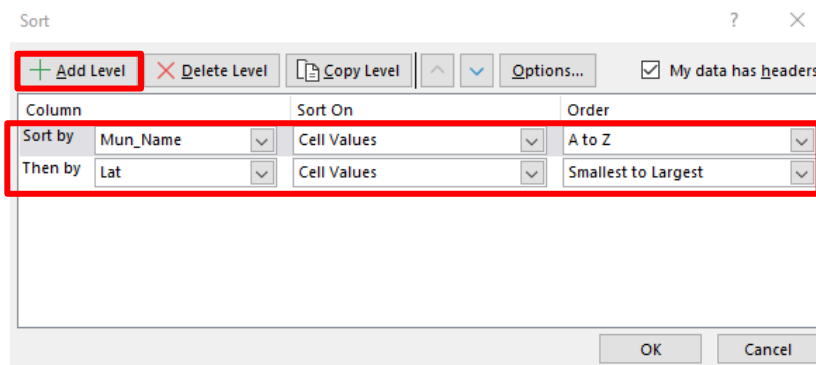 Sort ?
Add Level Delete Level Copy Level Options... My data has headers
Column Sort On Order
Sort by Mun_Name Cell Values A to Z
Then by Lat Cell Values Smallest to Largest
OK Cancel